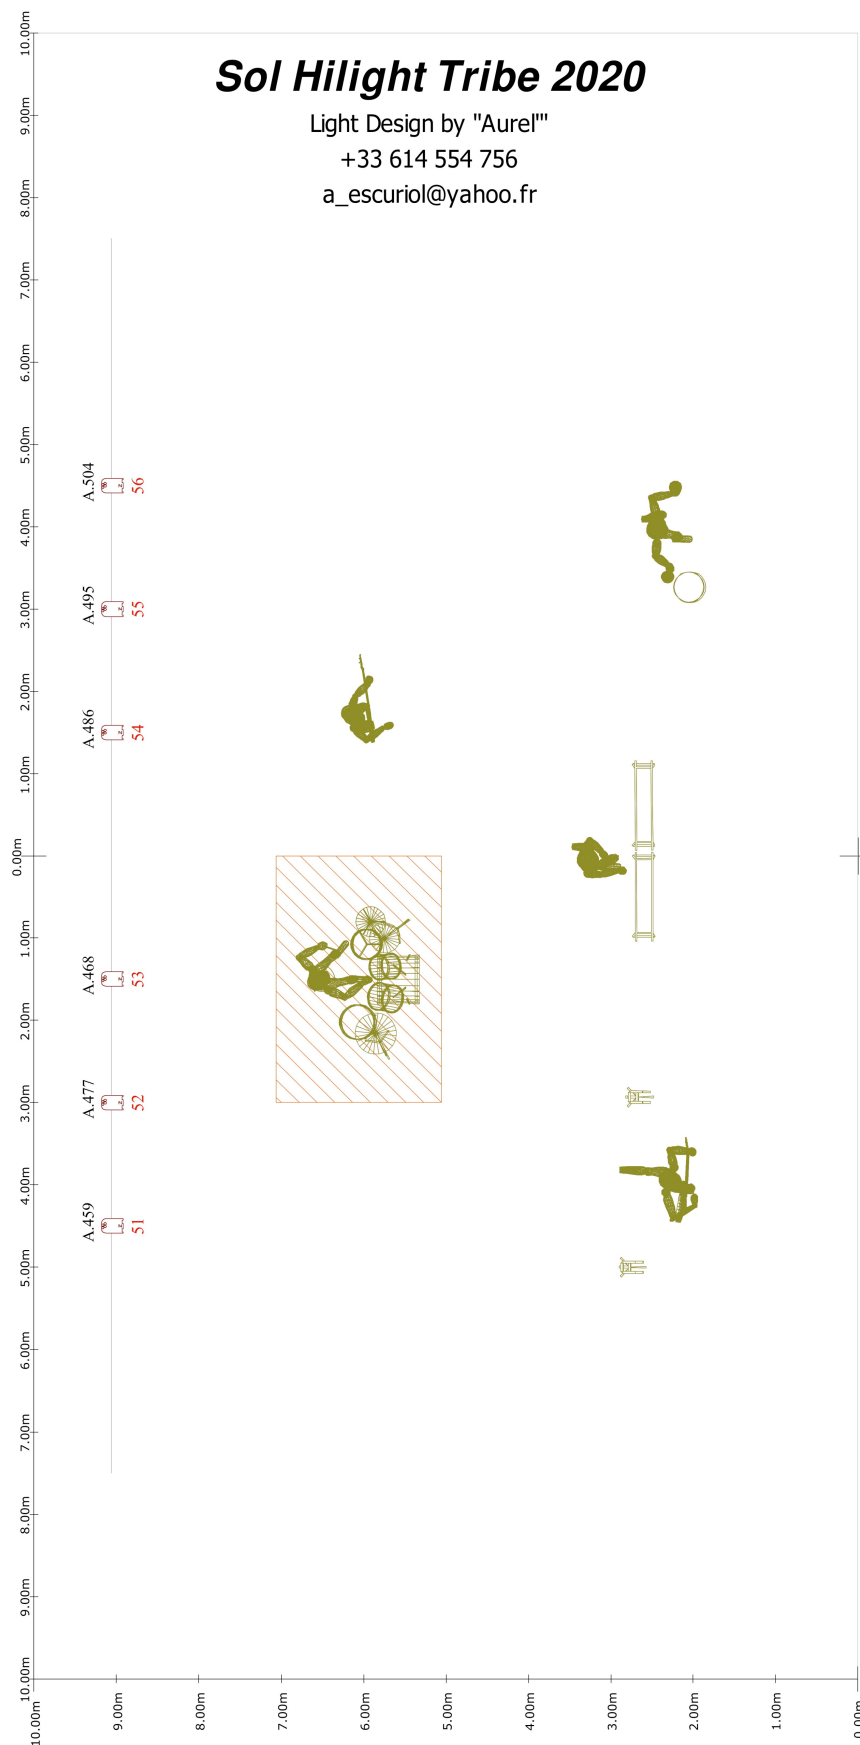 10.00m
Sol Hilight Tribe 2020
9.00m
Light Design by "Aurel'"
+33 614 554 756
8.00m
a_escuriol@yahoo.fr
7.00m
6.00m
5.00m
A.504
56
4.00m
A.495
55
3.00m
2.00m
A.486
54
1.00m
0.00m
1.00m
A.468
53
2.00m
A.477
52
3.00m
4.00m
A.459
51
5.00m
6.00m
7.00m
8.00m
9.00m
10.00m
10.00m 9.00m 8.00m 7.00m 6.00m 5.00m 4.00m 3.00m 2.00m 1.00m 0.00m